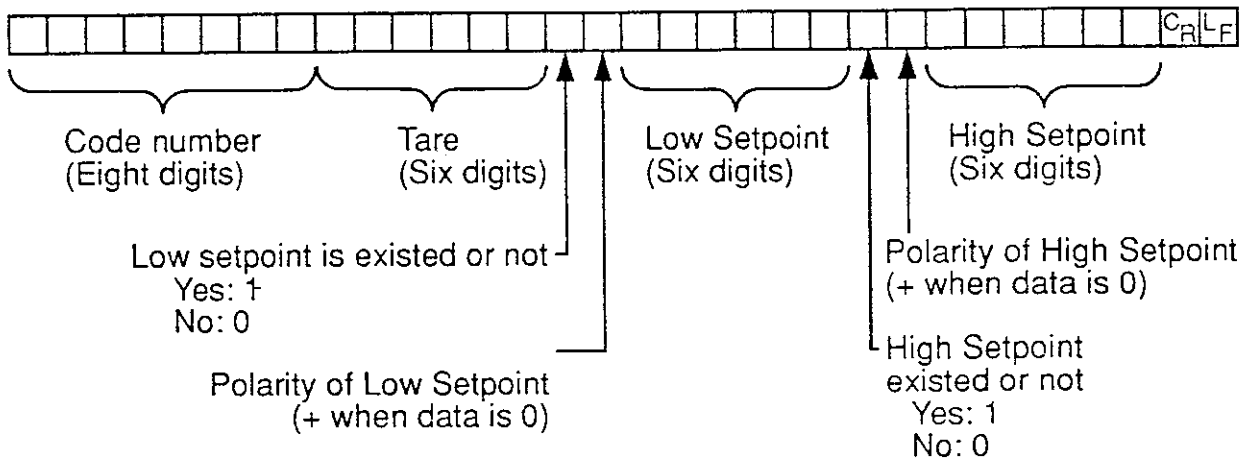 CR LF
Code number
(Eight digits)
Tare
(Six digits)
Low Setpoint
(Six digits)
High Setpoint
(Six digits)
Low setpoint is existed or not
Yes: 1
No: 0
Polarity of High Setpoint
(+ when data is 0)
Polarity of Low Setpoint
(+ when data is 0)
High Setpoint
existed or not
Yes: 1
No: 0